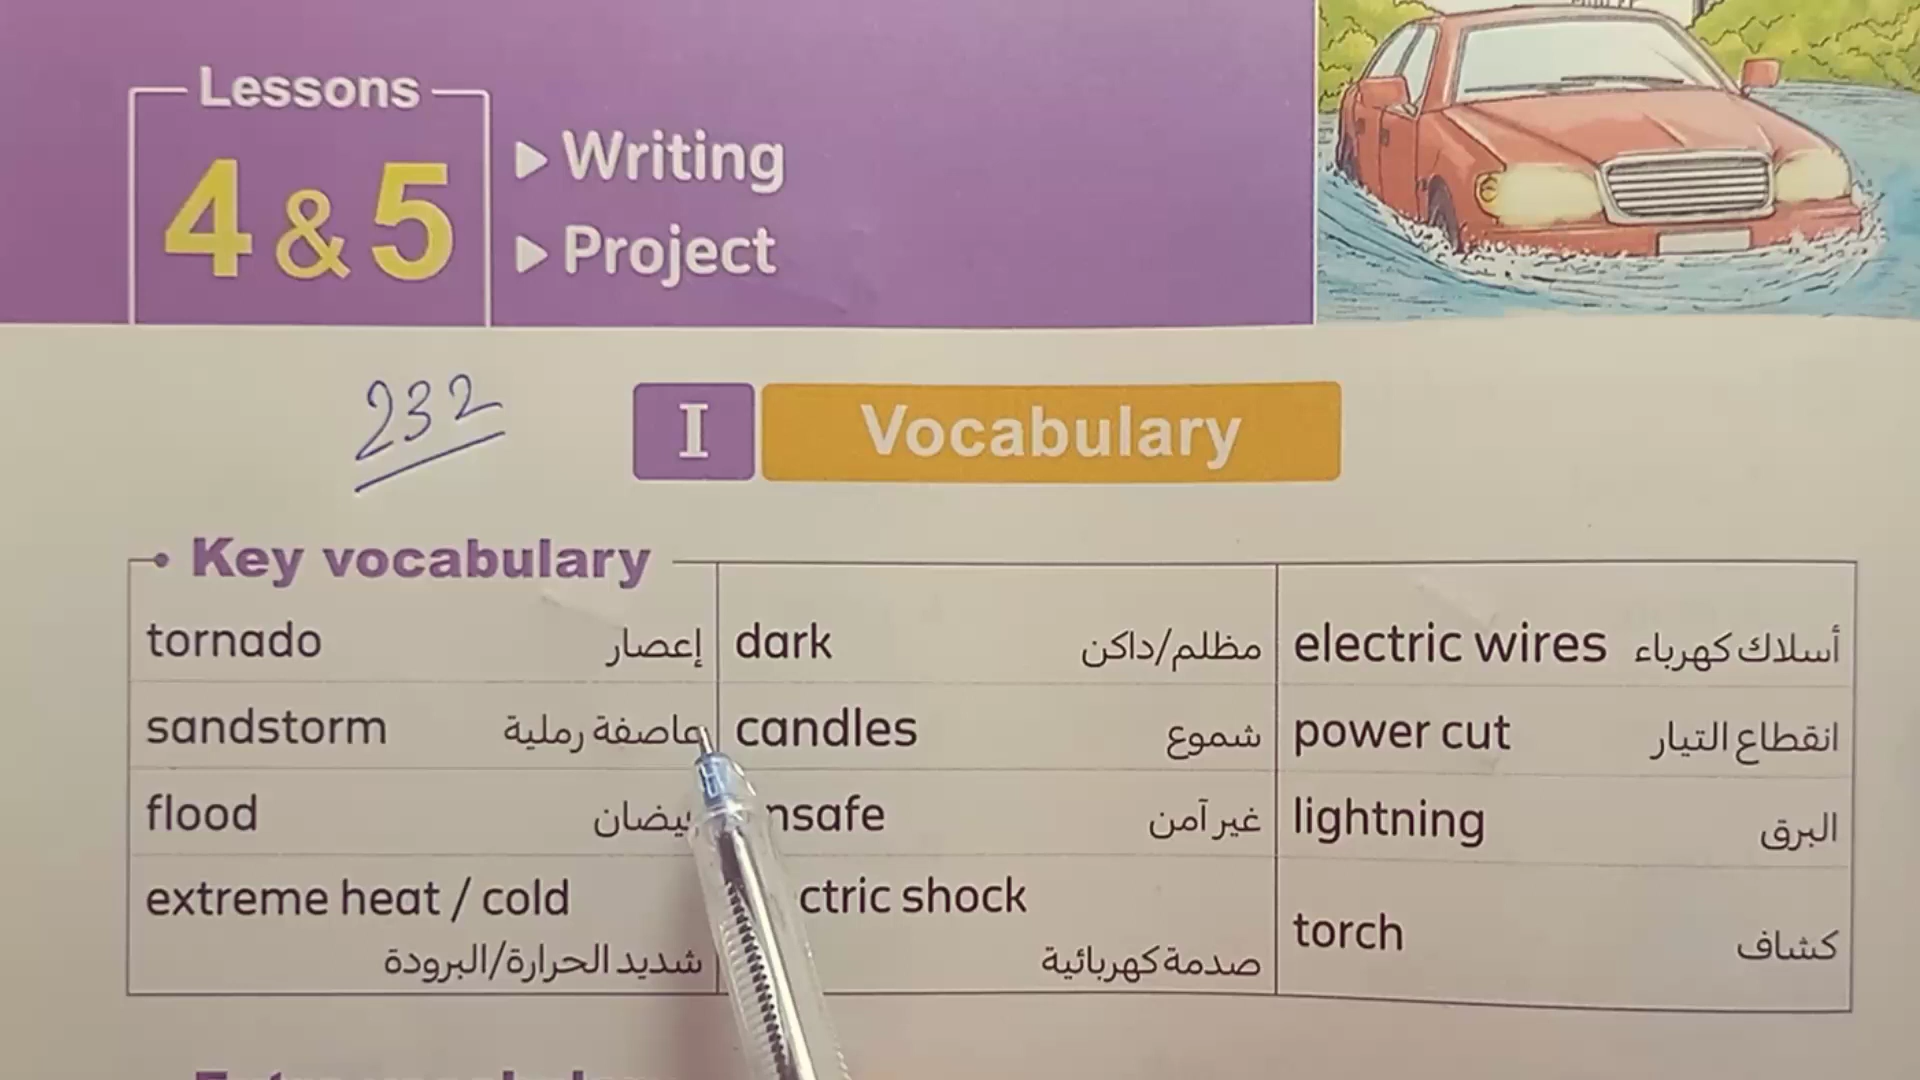 Lessons
4 & 5
Writing
Project
232
I Vocabulary
Key vocabulary
tornado إعصار dark مظلم/داكن electric wires أسلاك كهرباء
sandstorm عاصفة رملية candles شموع power cut انقطاع التيار
flood غير آمن lightning البرق
extreme heat / cold shock
شديد الحرارة/البرودة صدمة كهربائية
torch كشاف